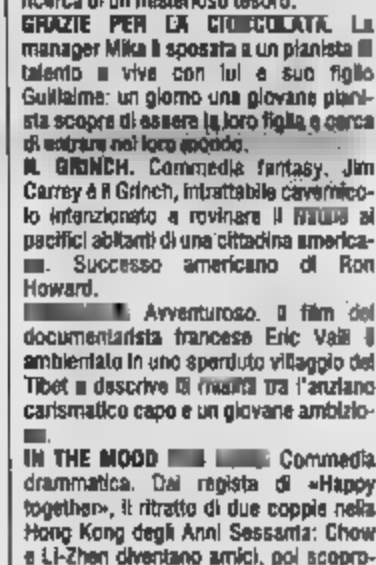 ricerca di un misterioso tesoro.
GRAZIE PER LA CIOCCOLATA. La
manager Mika è sposata a un pianista di
talento e vive con lui e suo figlio
Guillaime: un giorno una giovane piani-
sta scopre di essere la loro figlia e cerca
di entrare nel loro mondo.
IL GRINCH. Commedia fantasy. Jim
Carrey è il Grinch, intrattabile cavernico-
lo intenzionato a rovinare il Natale ai
pacifici abitanti di una cittadina america-
Successo americano di Ron
Howard.
Avventuroso. Il film del
documentarista francese Eric Valli è
ambientato in uno sperduto villaggio del
Tibet e descrive la rivalità tra l'anziano
carismatico capo e un giovane ambizio-
IN THE MOOD Commedia
drammatica. Dal regista di «Happy
together», il ritratto di due coppie nella
Hong Kong degli Anni Sessanta: Chow
e Li-Zhen diventano amici, poi scopro-